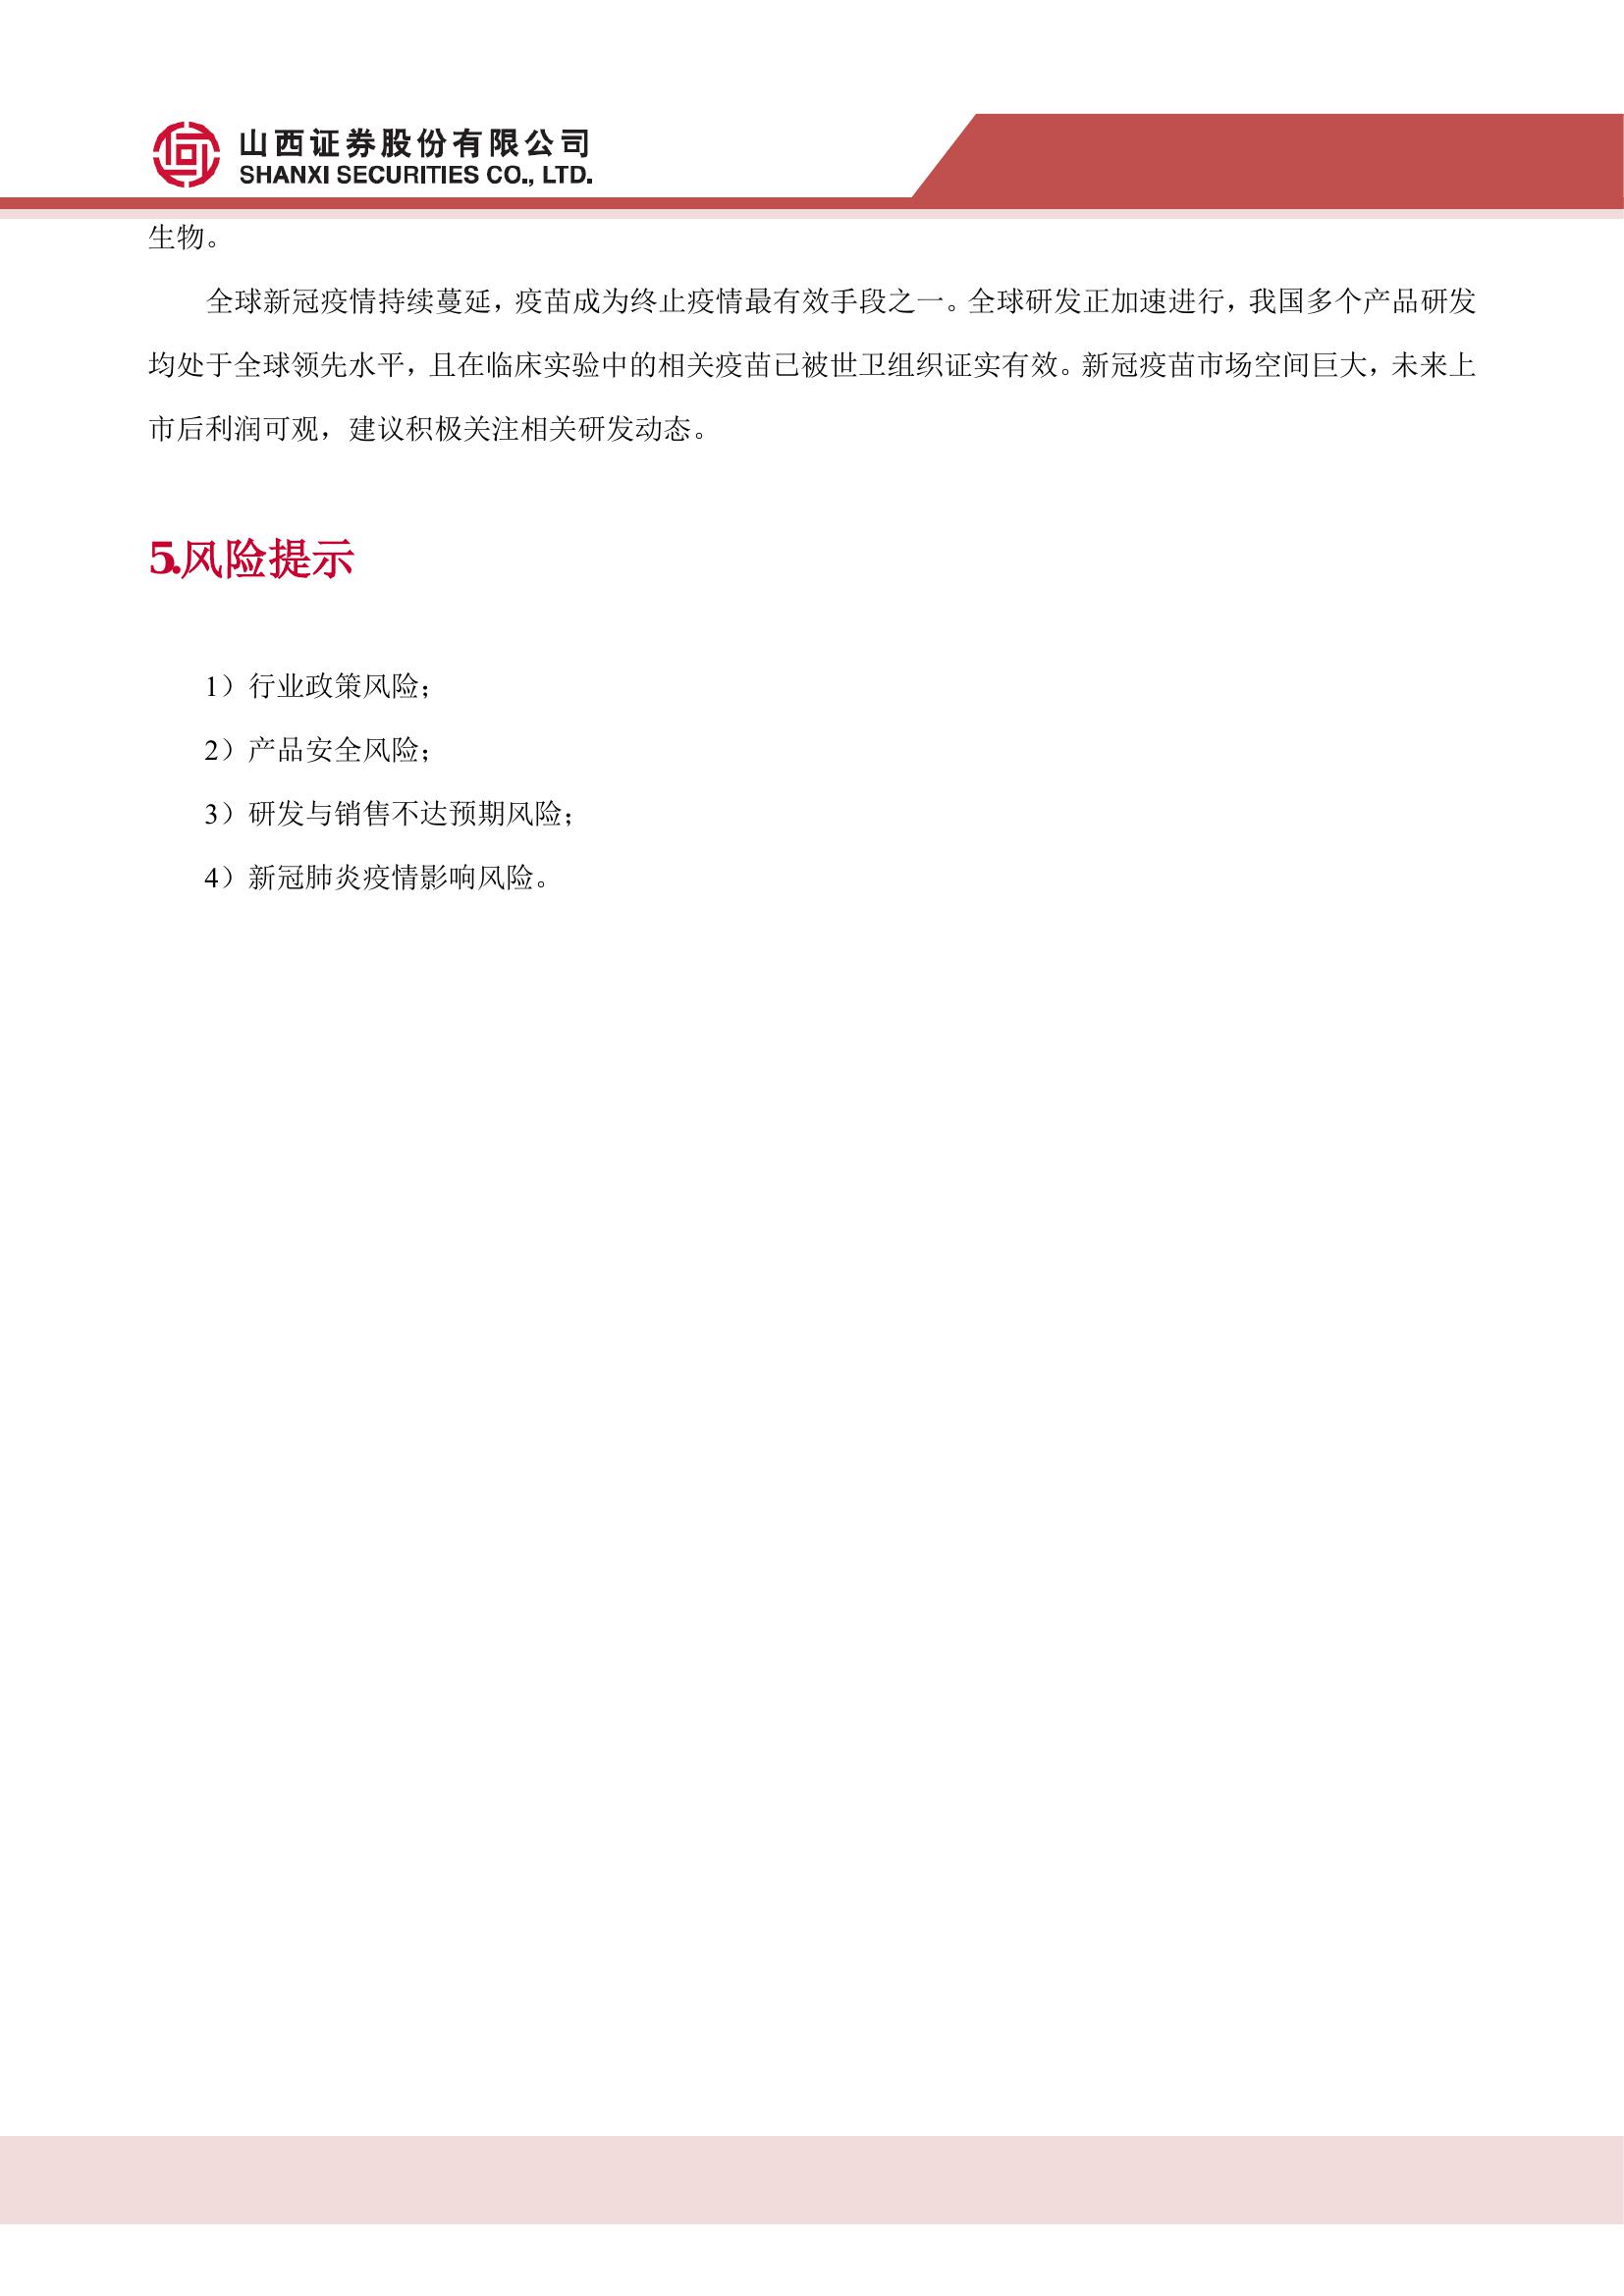 山西证券股份有限公司
SHANXI SECURITIES CO., LTD.
生物。
全球新冠疫情持续蔓延，疫苗成为终止疫情最有效手段之一。全球研发正加速进行，我国多个产品研发
均处于全球领先水平，且在临床实验中的相关疫苗已被世卫组织证实有效。新冠疫苗市场空间巨大，未来上
市后利润可观，建议积极关注相关研发动态。
5.风险提示
1）行业政策风险；
2）产品安全风险；
3）研发与销售不达预期风险；
4）新冠肺炎疫情影响风险。